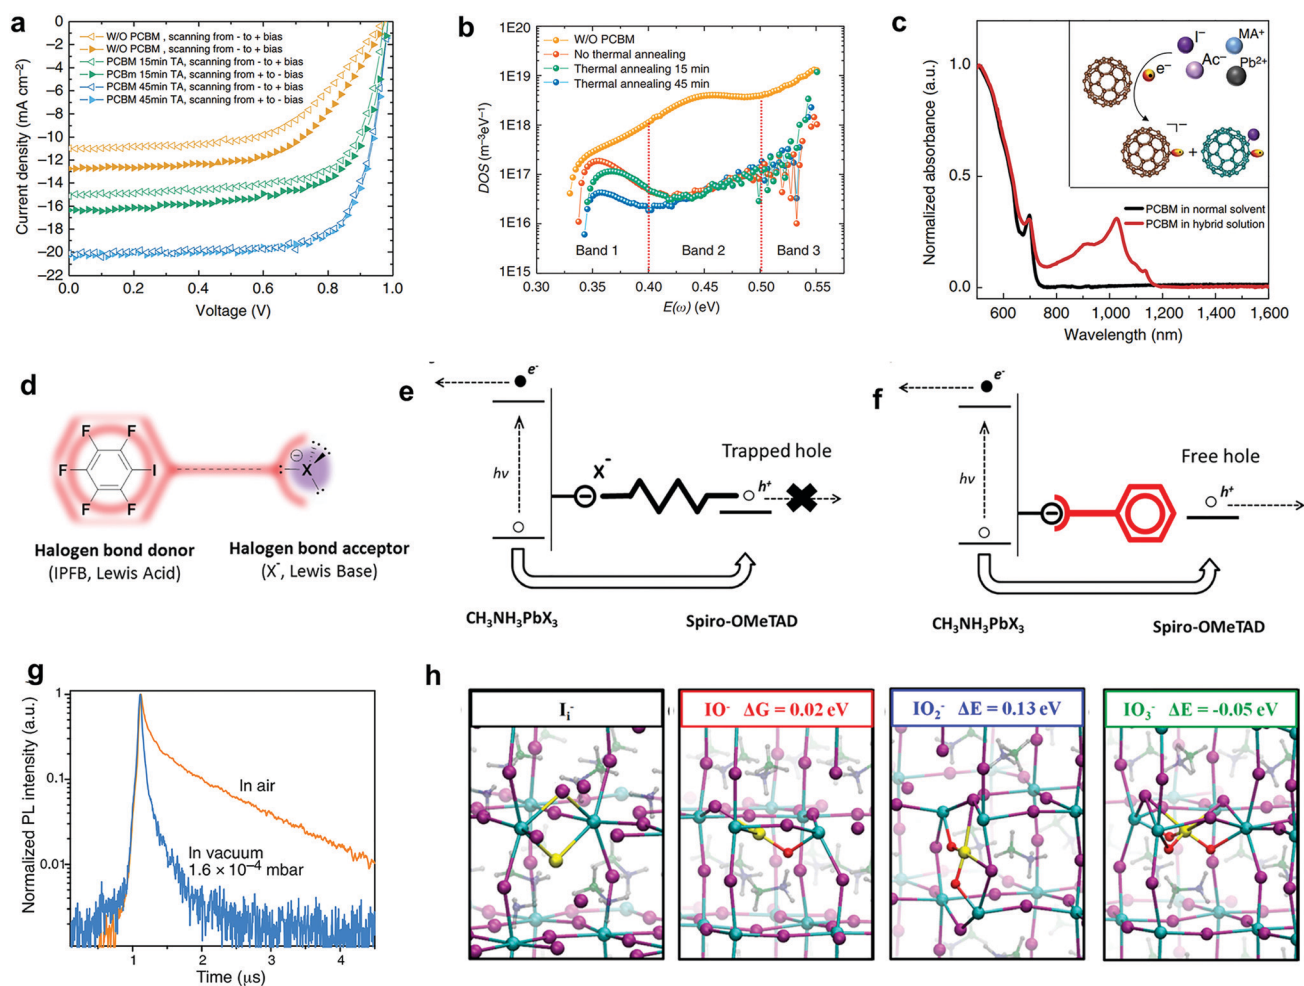 a
W/O PCBM , scanning from - to + bias
W/O PCBM , scanning from + to - bias
PCBM 15min TA, scanning from - to + bias
PCBm 15min TA, scanning from + to - bias
PCBM 45min TA, scanning from - to + bias
PCBM 45min TA, scanning from + to - bias
Current density (mA cm⁻²)
0
−2
−4
−6
−8
−10
−12
−14
−16
−18
−20
−22
0.0 0.2 0.4 0.6 0.8 1.0
Voltage (V)
b
W/O PCBM
No thermal annealing
Thermal annealing 15 min
Thermal annealing 45 min
DOS (m⁻³eV⁻¹)
1E20
1E19
1E18
1E17
1E16
1E15
Band 1 Band 2 Band 3
0.30 0.35 0.40 0.45 0.50 0.55
E(ω) (eV)
c
I⁻
MA⁺
e⁻
Ac⁻
Pb²⁺
−
+
PCBM in normal solvent
PCBM in hybrid solution
Normalized absorbance (a.u.)
1.0
0.5
0.0
600 800 1,000 1,200 1,400 1,600
Wavelength (nm)
d
F F
F I X
F F
Halogen bond donor
(IPFB, Lewis Acid)
Halogen bond acceptor
(X⁻, Lewis Base)
e
e⁻
hν
X⁻
Trapped hole
h⁺
CH₃NH₃PbX₃
Spiro-OMeTAD
f
e⁻
hν
Free hole
h⁺
CH₃NH₃PbX₃
Spiro-OMeTAD
g
Normalized PL intensity (a.u.)
1
0.1
0.01
In air
In vacuum
1.6 × 10⁻⁴ mbar
1 2 3 4
Time (μs)
h
Iᵢ⁻
IO⁻ ΔG = 0.02 eV
IO₂⁻ ΔE = 0.13 eV
IO₃⁻ ΔE = -0.05 eV